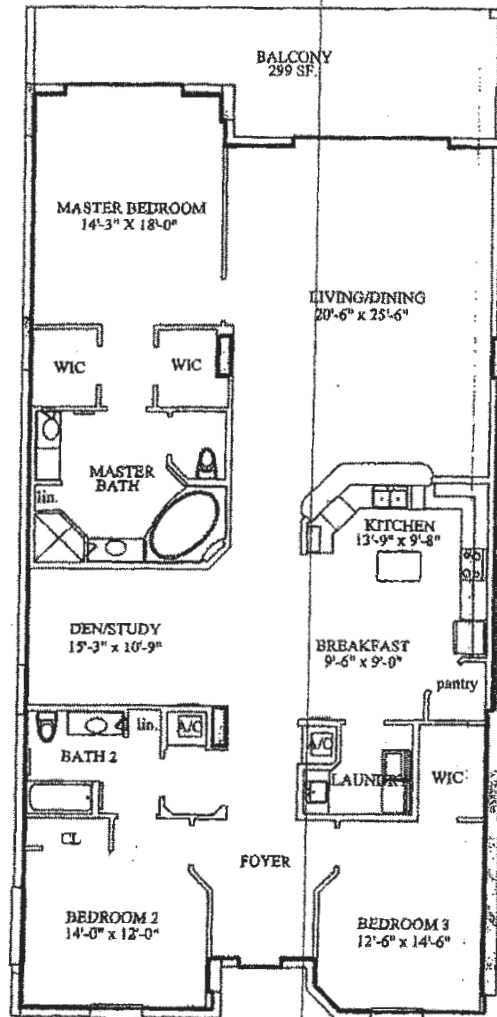 BALCONY
299 SF.
MASTER BEDROOM
14'-3" X 18'-0"
LIVING/DINING
20'-6" x 25'-6"
WIC
WIC
MASTER
BATH
lin.
KITCHEN
13'-9" x 9'-8"
DEN/STUDY
15'-3" x 10'-9"
BREAKFAST
9'-6" x 9'-0"
pantry
lin.
A/C
BATH 2
A/C
LAUNDRY
WIC
CL
FOYER
BEDROOM 2
14'-0" x 12'-0"
BEDROOM 3
12'-6" x 14'-6"